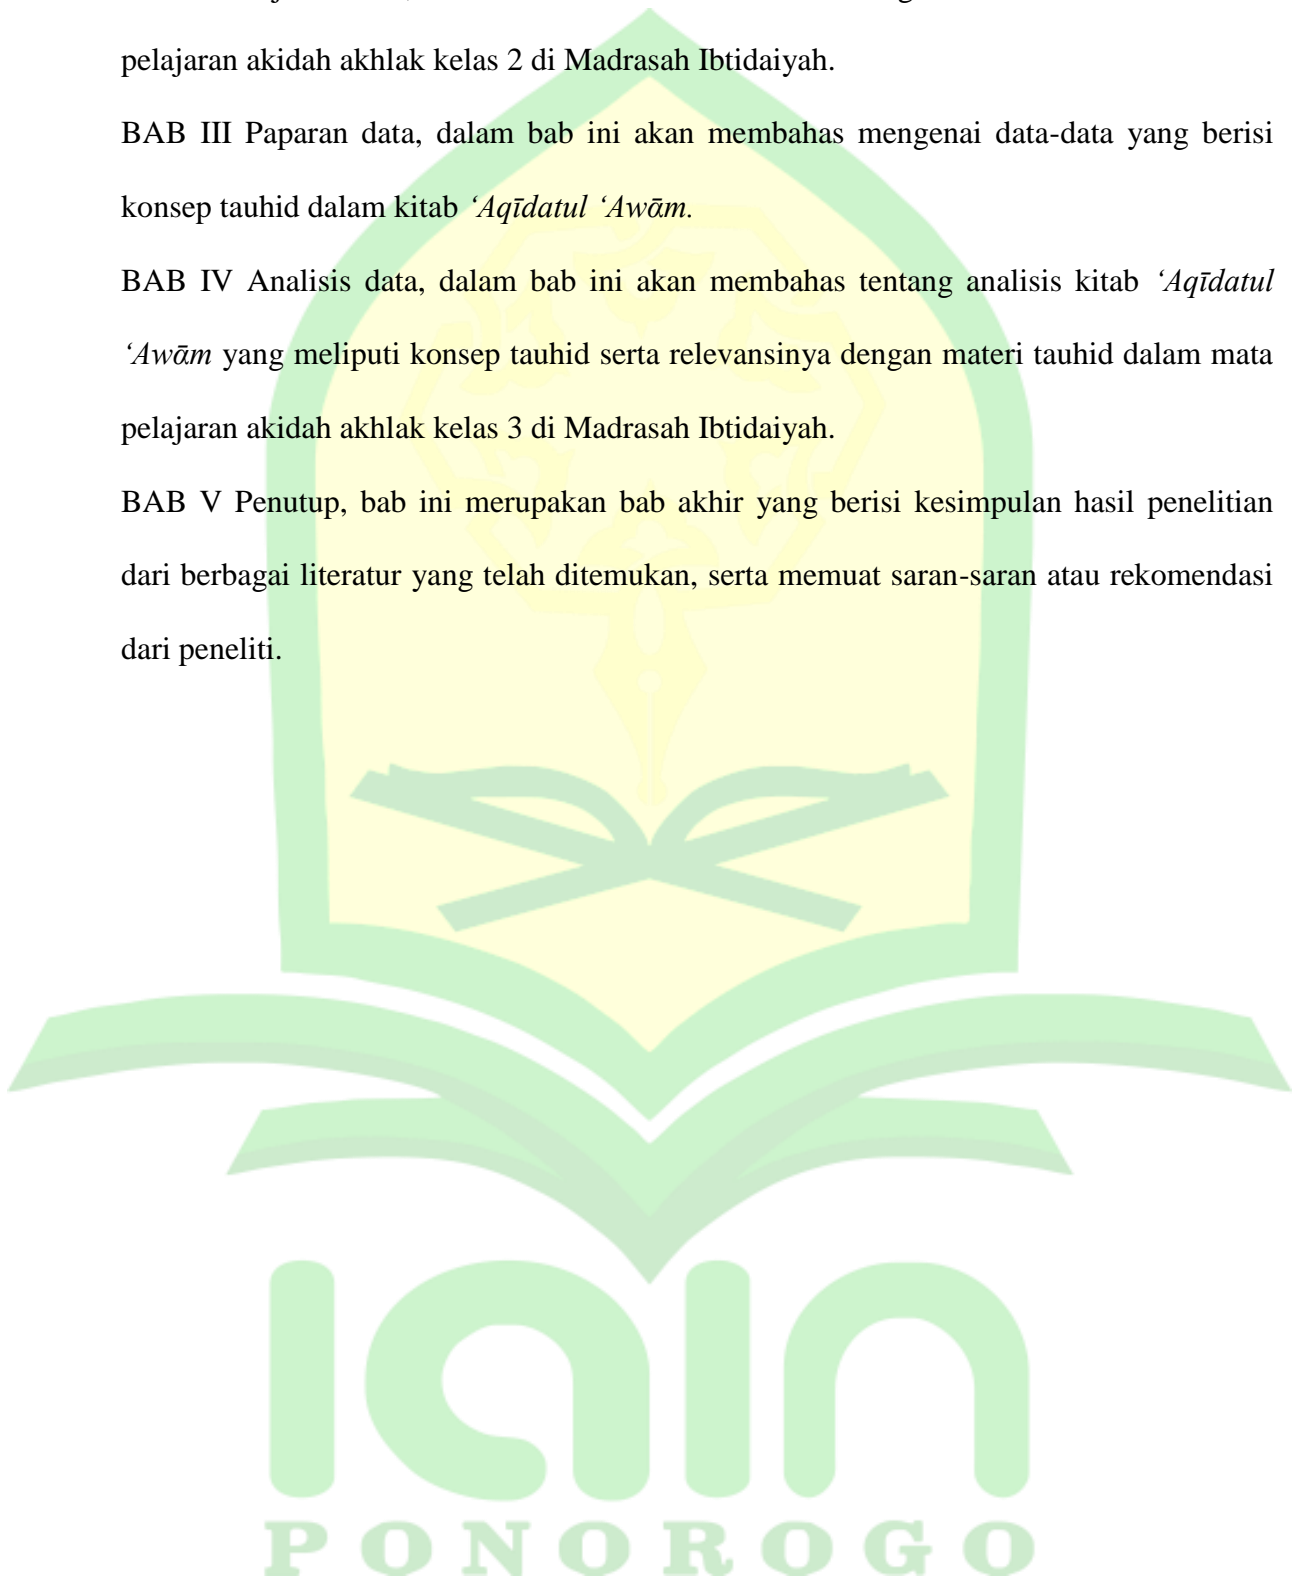 pelajaran akidah akhlak kelas 2 di Madrasah Ibtidaiyah.
BAB III Paparan data, dalam bab ini akan membahas mengenai data-data yang berisi
konsep tauhid dalam kitab ‘Aqīdatul ‘Awᾱm.
BAB IV Analisis data, dalam bab ini akan membahas tentang analisis kitab ‘Aqīdatul
‘Awᾱm yang meliputi konsep tauhid serta relevansinya dengan materi tauhid dalam mata
pelajaran akidah akhlak kelas 3 di Madrasah Ibtidaiyah.
BAB V Penutup, bab ini merupakan bab akhir yang berisi kesimpulan hasil penelitian
dari berbagai literatur yang telah ditemukan, serta memuat saran-saran atau rekomendasi
dari peneliti.
iain
PONOROGO